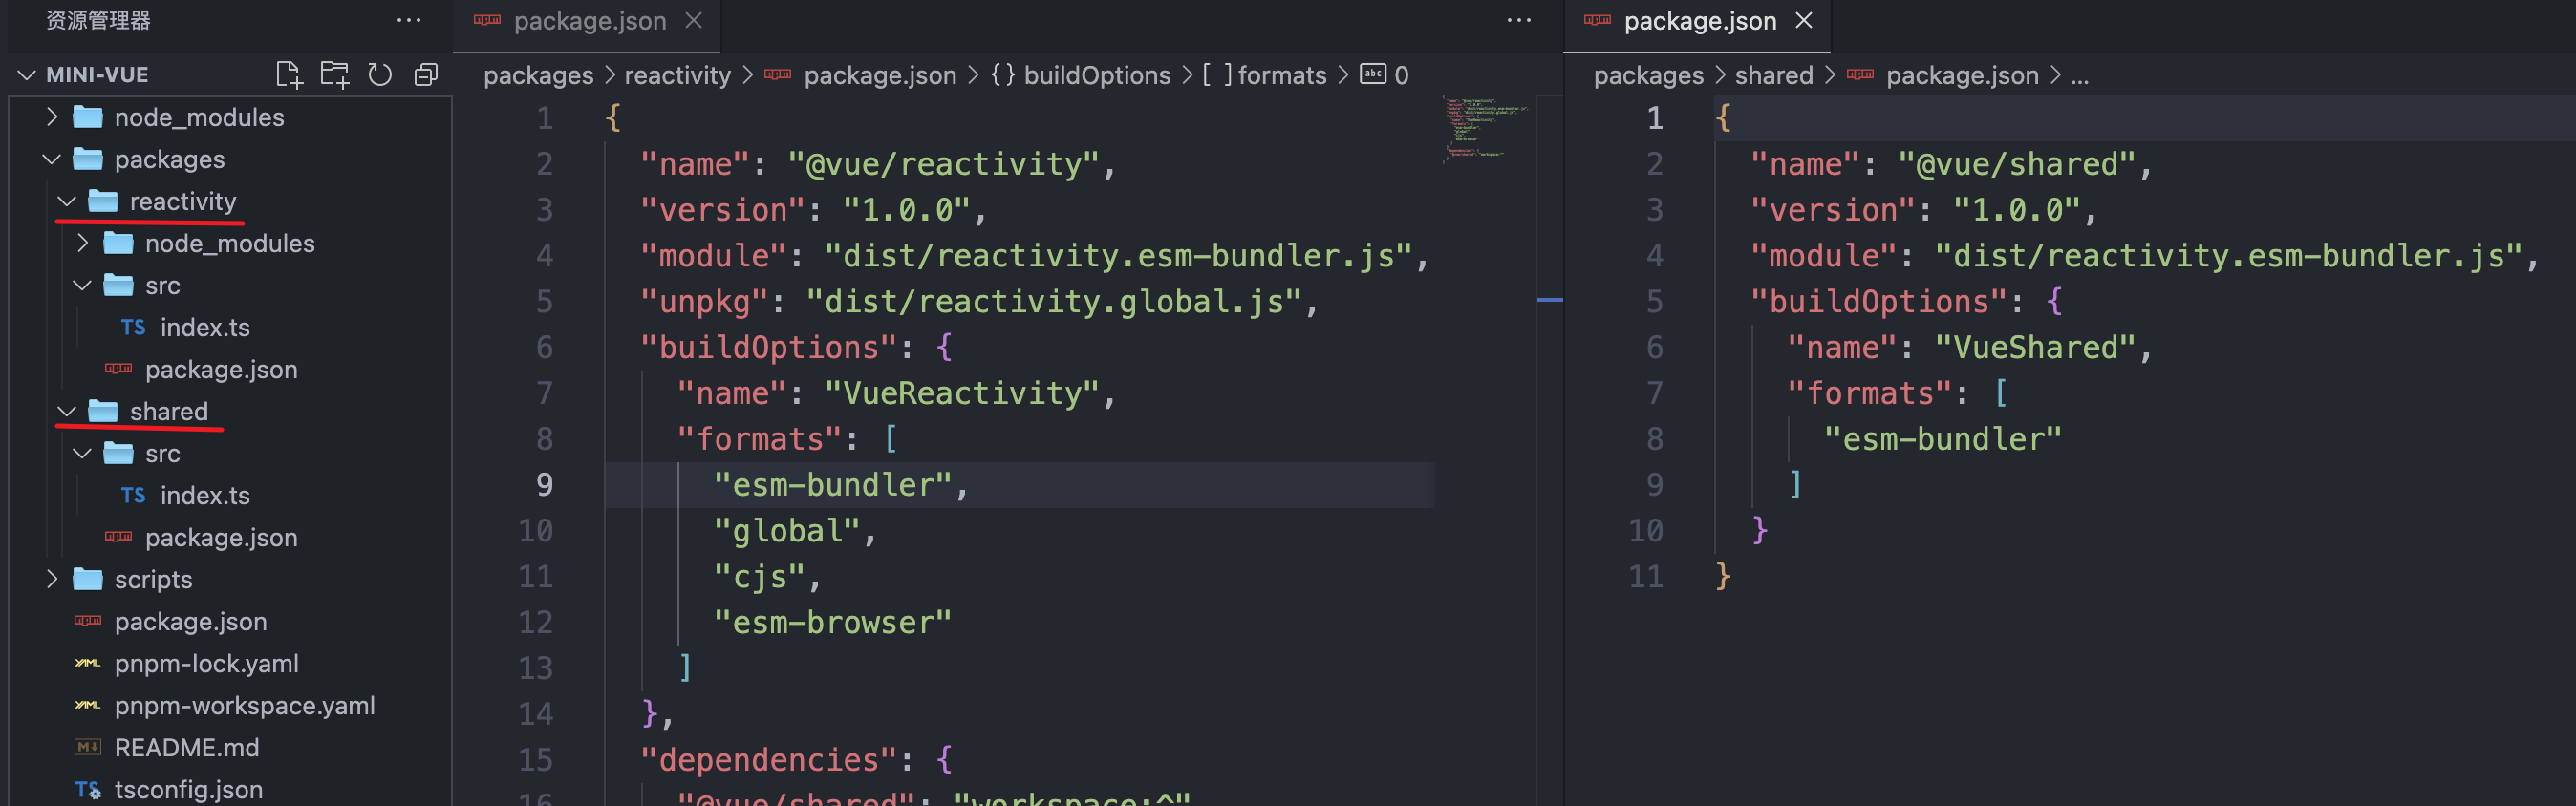 资源管理器
MINI-VUE
node_modules
packages
reactivity
node_modules
src
TS index.ts
package.json
shared
src
TS index.ts
package.json
scripts
package.json
pnpm-lock.yaml
pnpm-workspace.yaml
README.md
tsconfig.json
package.json
packages > reactivity > package.json > {} buildOptions > [ ] formats > abc 0
1 {
2 "name": "@vue/reactivity",
3 "version": "1.0.0",
4 "module": "dist/reactivity.esm-bundler.js",
5 "unpkg": "dist/reactivity.global.js",
6 "buildOptions": {
7 "name": "VueReactivity",
8 "formats": [
9 "esm-bundler",
10 "global",
11 "cjs",
12 "esm-browser"
13 ]
14 },
15 "dependencies": {
16 "@vue/shared": "workspace:^"
package.json
packages > shared > package.json > ...
1 {
2 "name": "@vue/shared",
3 "version": "1.0.0",
4 "module": "dist/reactivity.esm-bundler.js",
5 "buildOptions": {
6 "name": "VueShared",
7 "formats": [
8 "esm-bundler"
9 ]
10 }
11 }